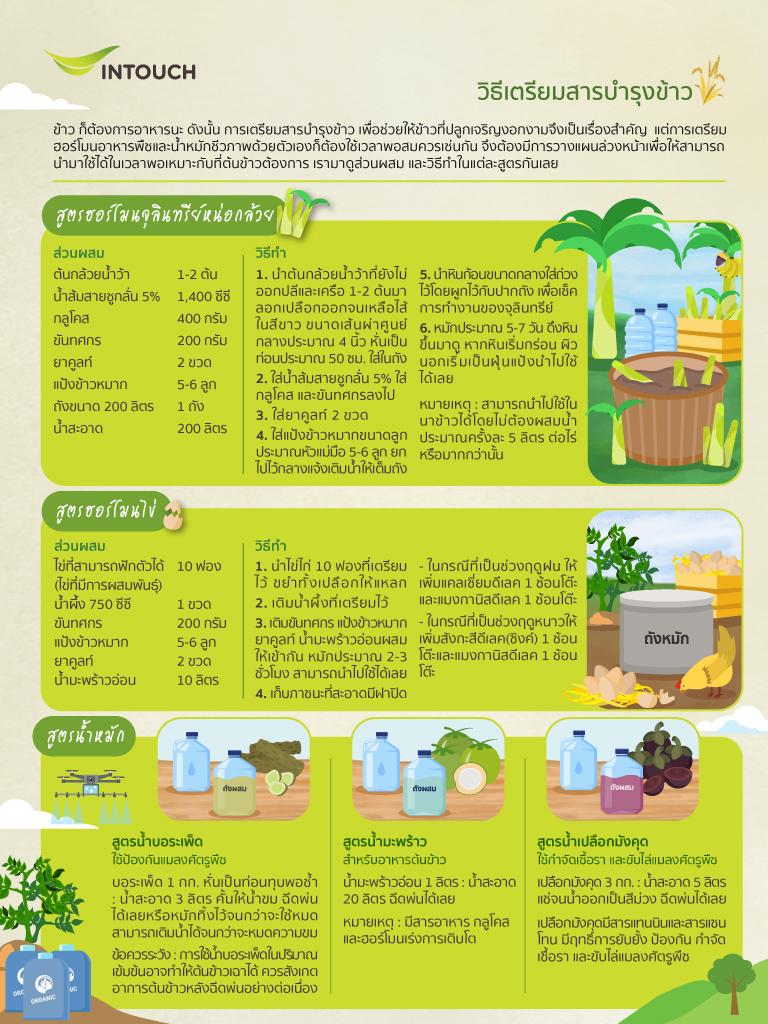 INTOUCH
วิธีเตรียมสารบำรุงข้าว
ข้าว ก็ต้องการอาหารนะ ดังนั้น การเตรียมสารบำรุงข้าว เพื่อช่วยให้ข้าวที่ปลูกเจริญงอกงามจึงเป็นเรื่องสำคัญ แต่การเตรียม
ฮอร์โมนอาหารพืชและน้ำหมักชีวภาพด้วยตัวเองก็ต้องใช้เวลาพอสมควรเช่นกัน จึงต้องมีการวางแผนล่วงหน้าเพื่อให้สามารถ
นำมาใช้ได้ในเวลาพอเหมาะกับที่ต้นข้าวต้องการ เรามาดูส่วนผสม และวิธีทำในแต่ละสูตรกันเลย
สูตรฮอร์โมนจุลินทรีย์หน่อกล้วย
ส่วนผสม
ต้นกล้วยน้ำว้า 1-2 ต้น
น้ำส้มสายชูกลั่น 5% 1,400 ซีซี
กลูโคส 400 กรัม
ขันทศกร 200 กรัม
ยาคูลท์ 2 ขวด
แป้งข้าวหมาก 5-6 ลูก
ถังขนาด 200 ลิตร 1 ถัง
น้ำสะอาด 200 ลิตร
วิธีทำ
1. นำต้นกล้วยน้ำว้าที่ยังไม่
ออกปลีและเครือ 1-2 ต้นมา
ลอกเปลือกออกจนเหลือไส้
ในสีขาว ขนาดเส้นผ่าศูนย์
กลางประมาณ 4 นิ้ว หั่นเป็น
ท่อนประมาณ 50 ซม. ใส่ในถัง
2. ใส่น้ำส้มสายชูกลั่น 5% ใส่
กลูโคส และขันทศกรลงไป
3. ใส่ยาคูลท์ 2 ขวด
4. ใส่แป้งข้าวหมากขนาดลูก
ประมาณหัวแม่มือ 5-6 ลูก ยก
ไปไว้กลางแจ้งเติมน้ำให้เต็มถัง
5. นำหินก้อนขนาดกลางใส่ถ่วง
ไว้โดยผูกไว้กับปากถัง เพื่อเช็ค
การทำงานของจุลินทรีย์
6. หมักประมาณ 5-7 วัน ดึงหิน
ขึ้นมาดู หากหินเริ่มกร่อน ผิว
นอกเริ่มเป็นฝุ่นแป้งนำไปใช้
ได้เลย
หมายเหตุ : สามารถนำไปใช้ใน
นาข้าวได้โดยไม่ต้องผสมน้ำ
ประมาณครั้งละ 5 ลิตร ต่อไร่
หรือมากกว่านั้น
สูตรฮอร์โมนไข่
ส่วนผสม
ไข่ที่สามารถฟักตัวได้ 10 ฟอง
(ไข่ที่มีการผสมพันธุ์)
น้ำผึ้ง 750 ซีซี 1 ขวด
ขันทศกร 200 กรัม
แป้งข้าวหมาก 5-6 ลูก
ยาคูลท์ 2 ขวด
น้ำมะพร้าวอ่อน 10 ลิตร
วิธีทำ
1. นำไข่ไก่ 10 ฟองที่เตรียม
ไว้ ขยำทั้งเปลือกให้แหลก
2. เติมน้ำผึ้งที่เตรียมไว้
3. เติมขันทศกร แป้งข้าวหมาก
ยาคูลท์ น้ำมะพร้าวอ่อนผสม
ให้เข้ากัน หมักประมาณ 2-3
ชั่วโมง สามารถนำไปใช้ได้เลย
4. เก็บภาชนะที่สะอาดมีฝาปิด
- ในกรณีที่เป็นช่วงฤดูฝน ให้
เพิ่มแคลเซี่ยมดีเลค 1 ช้อนโต๊ะ
และแมงกานิสดีเลค 1 ช้อนโต๊ะ
- ในกรณีที่เป็นช่วงฤดูหนาวให้
เพิ่มสังกะสีดีเลค(ซิงค์) 1 ช้อน
โต๊ะและแมงกานิสดีเลค 1 ช้อน
โต๊ะ
ถังหมัก
สูตรน้ำหมัก
ถังผสม
ถังผสม
ถังผสม
สูตรน้ำบอระเพ็ด
ใช้ป้องกันแมลงศัตรูพืช
บอระเพ็ด 1 กก. หั่นเป็นท่อนทุบพอช้ำ
: น้ำสะอาด 3 ลิตร คั้นให้น้ำขม ฉีดพ่น
ได้เลยหรือหมักทิ้งไว้จนกว่าจะใช้หมด
สามารถเติมน้ำได้จนกว่าจะหมดความขม
ข้อควรระวัง : การใช้น้ำบอระเพ็ดในปริมาณ
เข้มข้นอาจทำให้ต้นข้าวเฉาได้ ควรสังเกต
อาการต้นข้าวหลังฉีดพ่นอย่างต่อเนื่อง
สูตรน้ำมะพร้าว
สำหรับอาหารต้นข้าว
น้ำมะพร้าวอ่อน 1 ลิตร : น้ำสะอาด
20 ลิตร ฉีดพ่นได้เลย
หมายเหตุ : มีสารอาหาร กลูโคส
และฮอร์โมนเร่งการเติบโต
สูตรน้ำเปลือกมังคุด
ใช้กำจัดเชื้อรา และขับไล่แมลงศัตรูพืช
เปลือกมังคุด 3 กก. : น้ำสะอาด 5 ลิตร
แช่จนน้ำออกเป็นสีม่วง ฉีดพ่นได้เลย
เปลือกมังคุดมีสารแทนนินและสารแซน
โทน มีฤทธิ์การยับยั้ง ป้องกัน กำจัด
เชื้อรา และขับไล่แมลงศัตรูพืช
ORGANIC